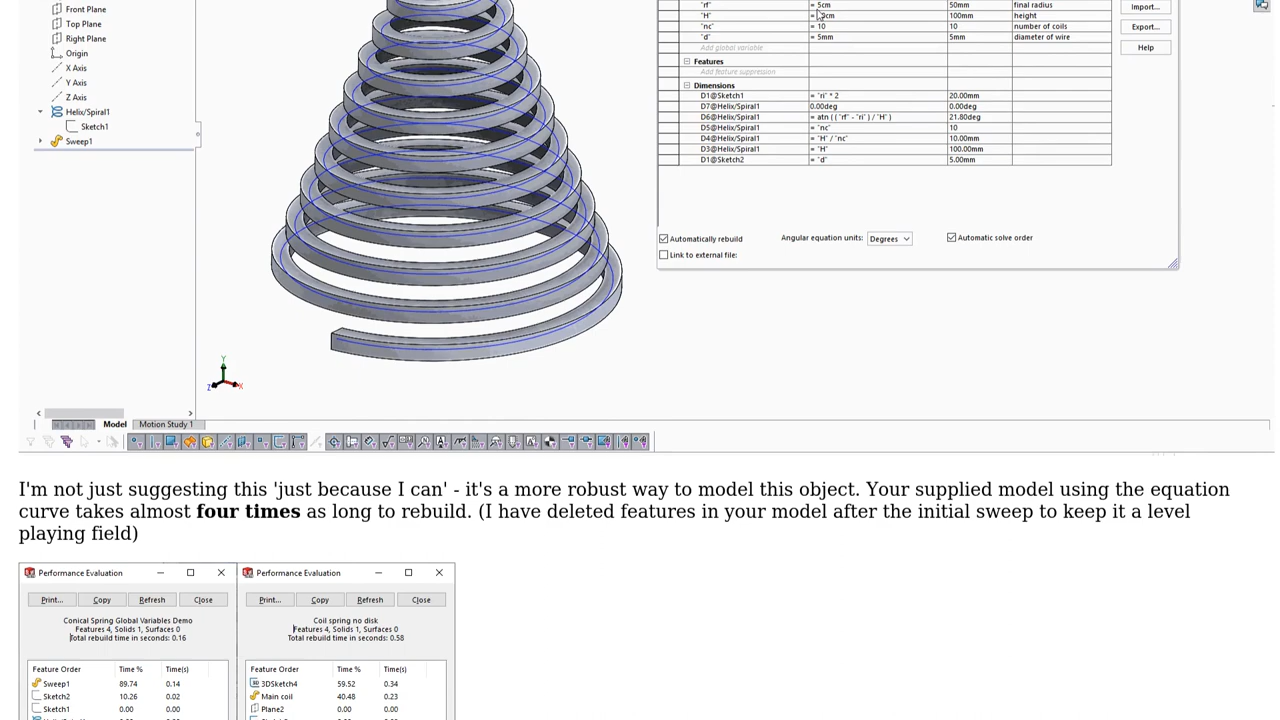 Front Plane
Top Plane
Right Plane
Origin
X Axis
Y Axis
Z Axis
Helix/Spiral1
Sketch1
Sweep1
"rf" = 5cm 50mm final radius
"H" 100mm height
"nc" = 10 10 number of coils
"d" = 5mm 5mm diameter of wire
Add global variable
Features
Add feature suppression
Dimensions
D1@Sketch1 = "ri" * 2 20.00mm
D7@Helix/Spiral1 0.00deg 0.00deg
D6@Helix/Spiral1 = atn ( ( "rf" - "ri" ) / "H" ) 21.80deg
D5@Helix/Spiral1 = "nc" 10
D4@Helix/Spiral1 = "H" / "nc" 10.00mm
D3@Helix/Spiral1 = "H" 100.00mm
D1@Sketch2 = "d" 5.00mm
Import...
Export...
Help
Automatically rebuild Angular equation units: Degrees Automatic solve order
Link to external file:
Y
Z X
Model Motion Study 1
I'm not just suggesting this 'just because I can' - it's a more robust way to model this object. Your supplied model using the equation
curve takes almost four times as long to rebuild. (I have deleted features in your model after the initial sweep to keep it a level
playing field)
Performance Evaluation
Print... Copy Refresh Close
Conical Spring Global Variables Demo
Features 4, Solids 1, Surfaces 0
Total rebuild time in seconds: 0.16
Feature Order Time % Time(s)
Sweep1 89.74 0.14
Sketch2 10.26 0.02
Sketch1 0.00 0.00
Performance Evaluation
Print... Copy Refresh Close
Coil spring no disk
Features 4, Solids 1, Surfaces 0
Total rebuild time in seconds: 0.58
Feature Order Time % Time(s)
3DSketch4 59.52 0.34
Main coil 40.48 0.23
Plane2 0.00 0.00